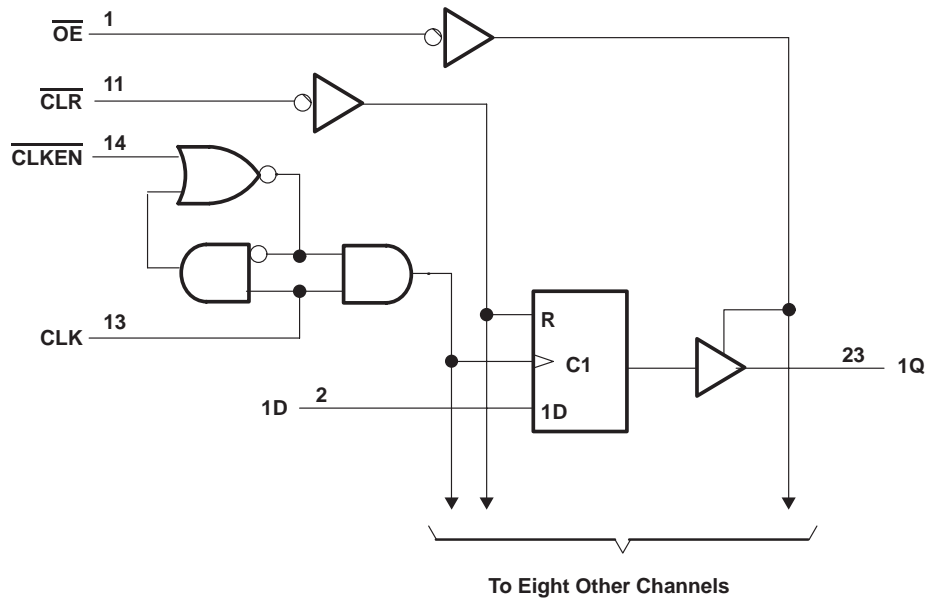 OE 1
CLR 11
CLKEN 14
CLK 13
R
C1
1D 2
1D
23 1Q
To Eight Other Channels